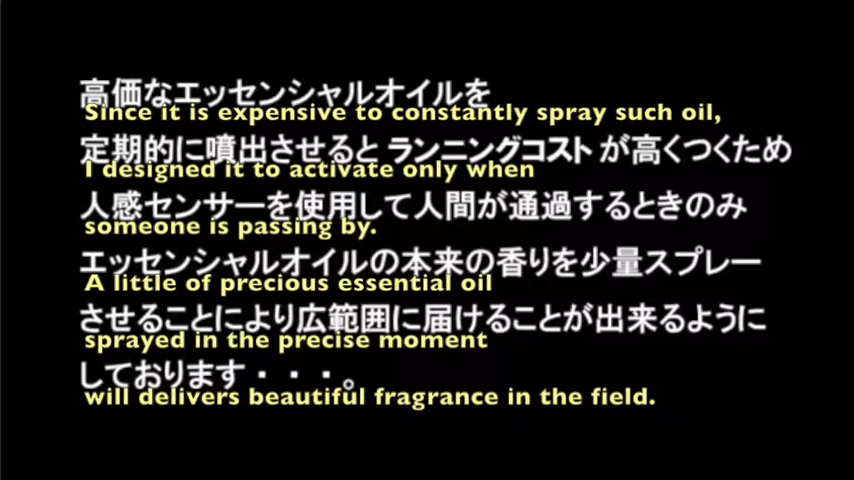 高価なエッセンシャルオイルを
Since it is expensive to constantly spray such oil,
定期的に噴出させると ランニングコスト が高くつくため
I designed it to activate only when
人感センサーを使用して人間が通過するときのみ
someone is passing by.
エッセンシャルオイルの本来の香りを少量スプレー
A little of precious essential oil
させることにより広範囲に届けることが出来るように
sprayed in the precise moment
しております・・・。
will delivers beautiful fragrance in the field.